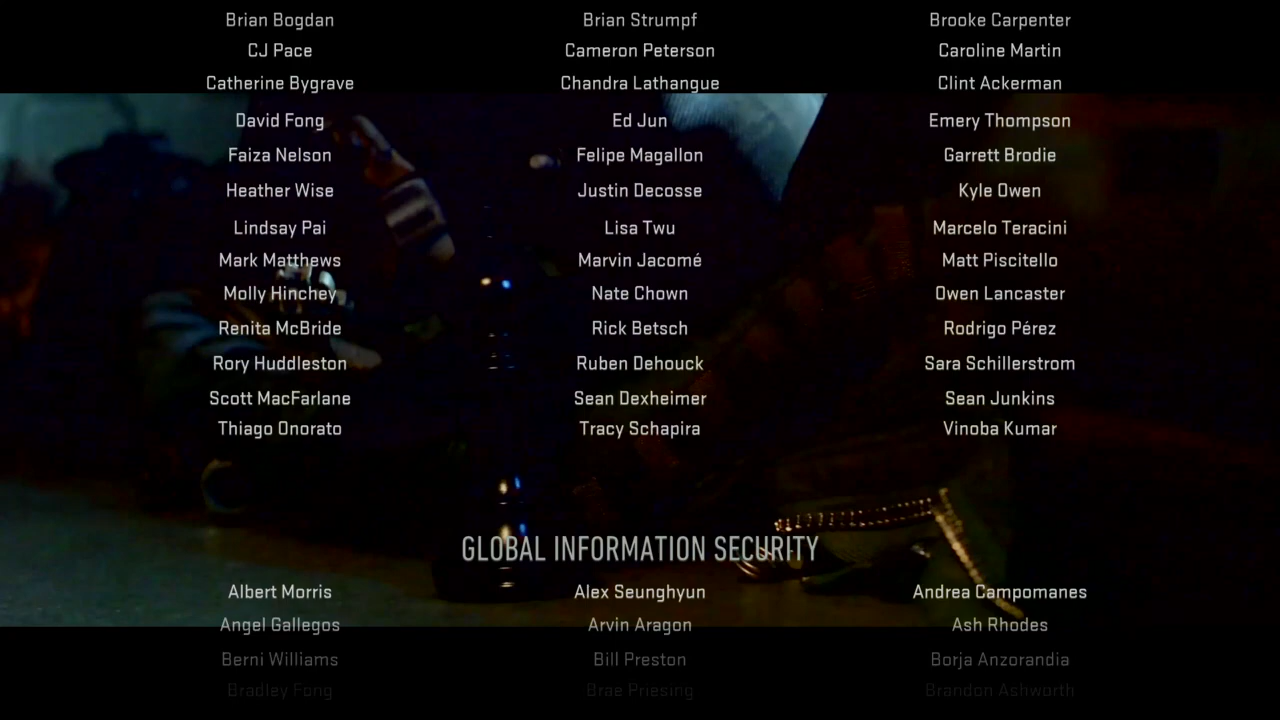 Brian Bogdan Brian Strumpf Brooke Carpenter
CJ Pace Cameron Peterson Caroline Martin
Catherine Bygrave Chandra Lathangue Clint Ackerman
David Fong Ed Jun Emery Thompson
Faiza Nelson Felipe Magallon Garrett Brodie
Heather Wise Justin Decosse Kyle Owen
Lindsay Pai Lisa Twu Marcelo Teracini
Mark Matthews Marvin Jacomé Matt Piscitello
Molly Hinchey Nate Chown Owen Lancaster
Renita McBride Rick Betsch Rodrigo Pérez
Rory Huddleston Ruben Dehouck Sara Schillerstrom
Scott MacFarlane Sean Dexheimer Sean Junkins
Thiago Onorato Tracy Schapira Vinoba Kumar
GLOBAL INFORMATION SECURITY
Albert Morris Alex Seunghyun Andrea Campomanes
Angel Gallegos Arvin Aragon Ash Rhodes
Berni Williams Bill Preston Borja Anzorandia
Bradley Fong Brae Priesing Brandon Ashworth